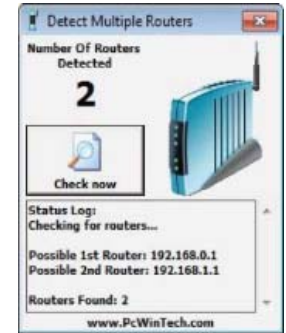 Detect Multiple Routers
Number Of Routers
Detected
2
Check now
Status Log:
Checking for routers...
Possible 1st Router: 192.168.0.1
Possible 2nd Router: 192.168.1.1
Routers Found: 2
www.PcWinTech.com